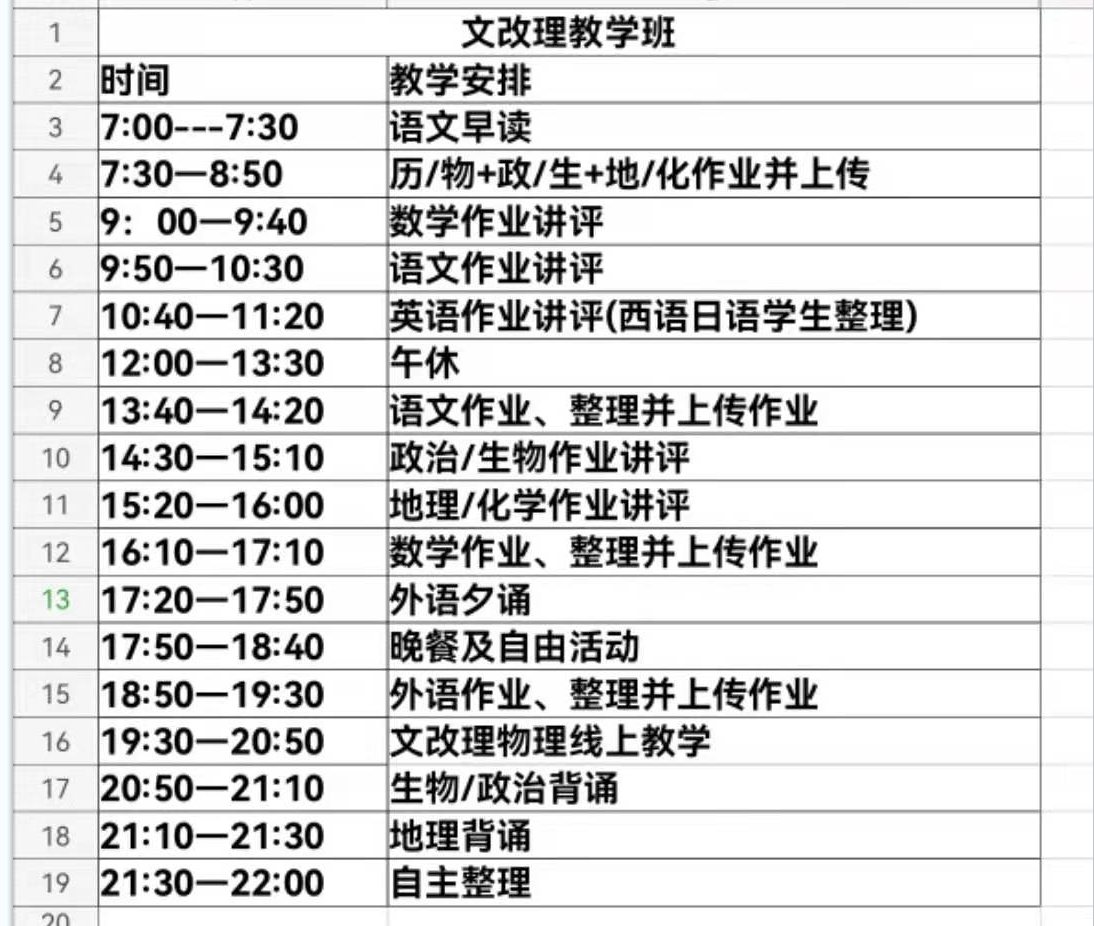 1 文改理教学班
2 时间 教学安排
3 7:00---7:30 语文早读
4 7:30—8:50 历/物+政/生+地/化作业并上传
5 9：00—9:40 数学作业讲评
6 9:50—10:30 语文作业讲评
7 10:40—11:20 英语作业讲评(西语日语学生整理)
8 12:00—13:30 午休
9 13:40—14:20 语文作业、整理并上传作业
10 14:30—15:10 政治/生物作业讲评
11 15:20—16:00 地理/化学作业讲评
12 16:10—17:10 数学作业、整理并上传作业
13 17:20—17:50 外语夕诵
14 17:50—18:40 晚餐及自由活动
15 18:50—19:30 外语作业、整理并上传作业
16 19:30—20:50 文改理物理线上教学
17 20:50—21:10 生物/政治背诵
18 21:10—21:30 地理背诵
19 21:30—22:00 自主整理
20